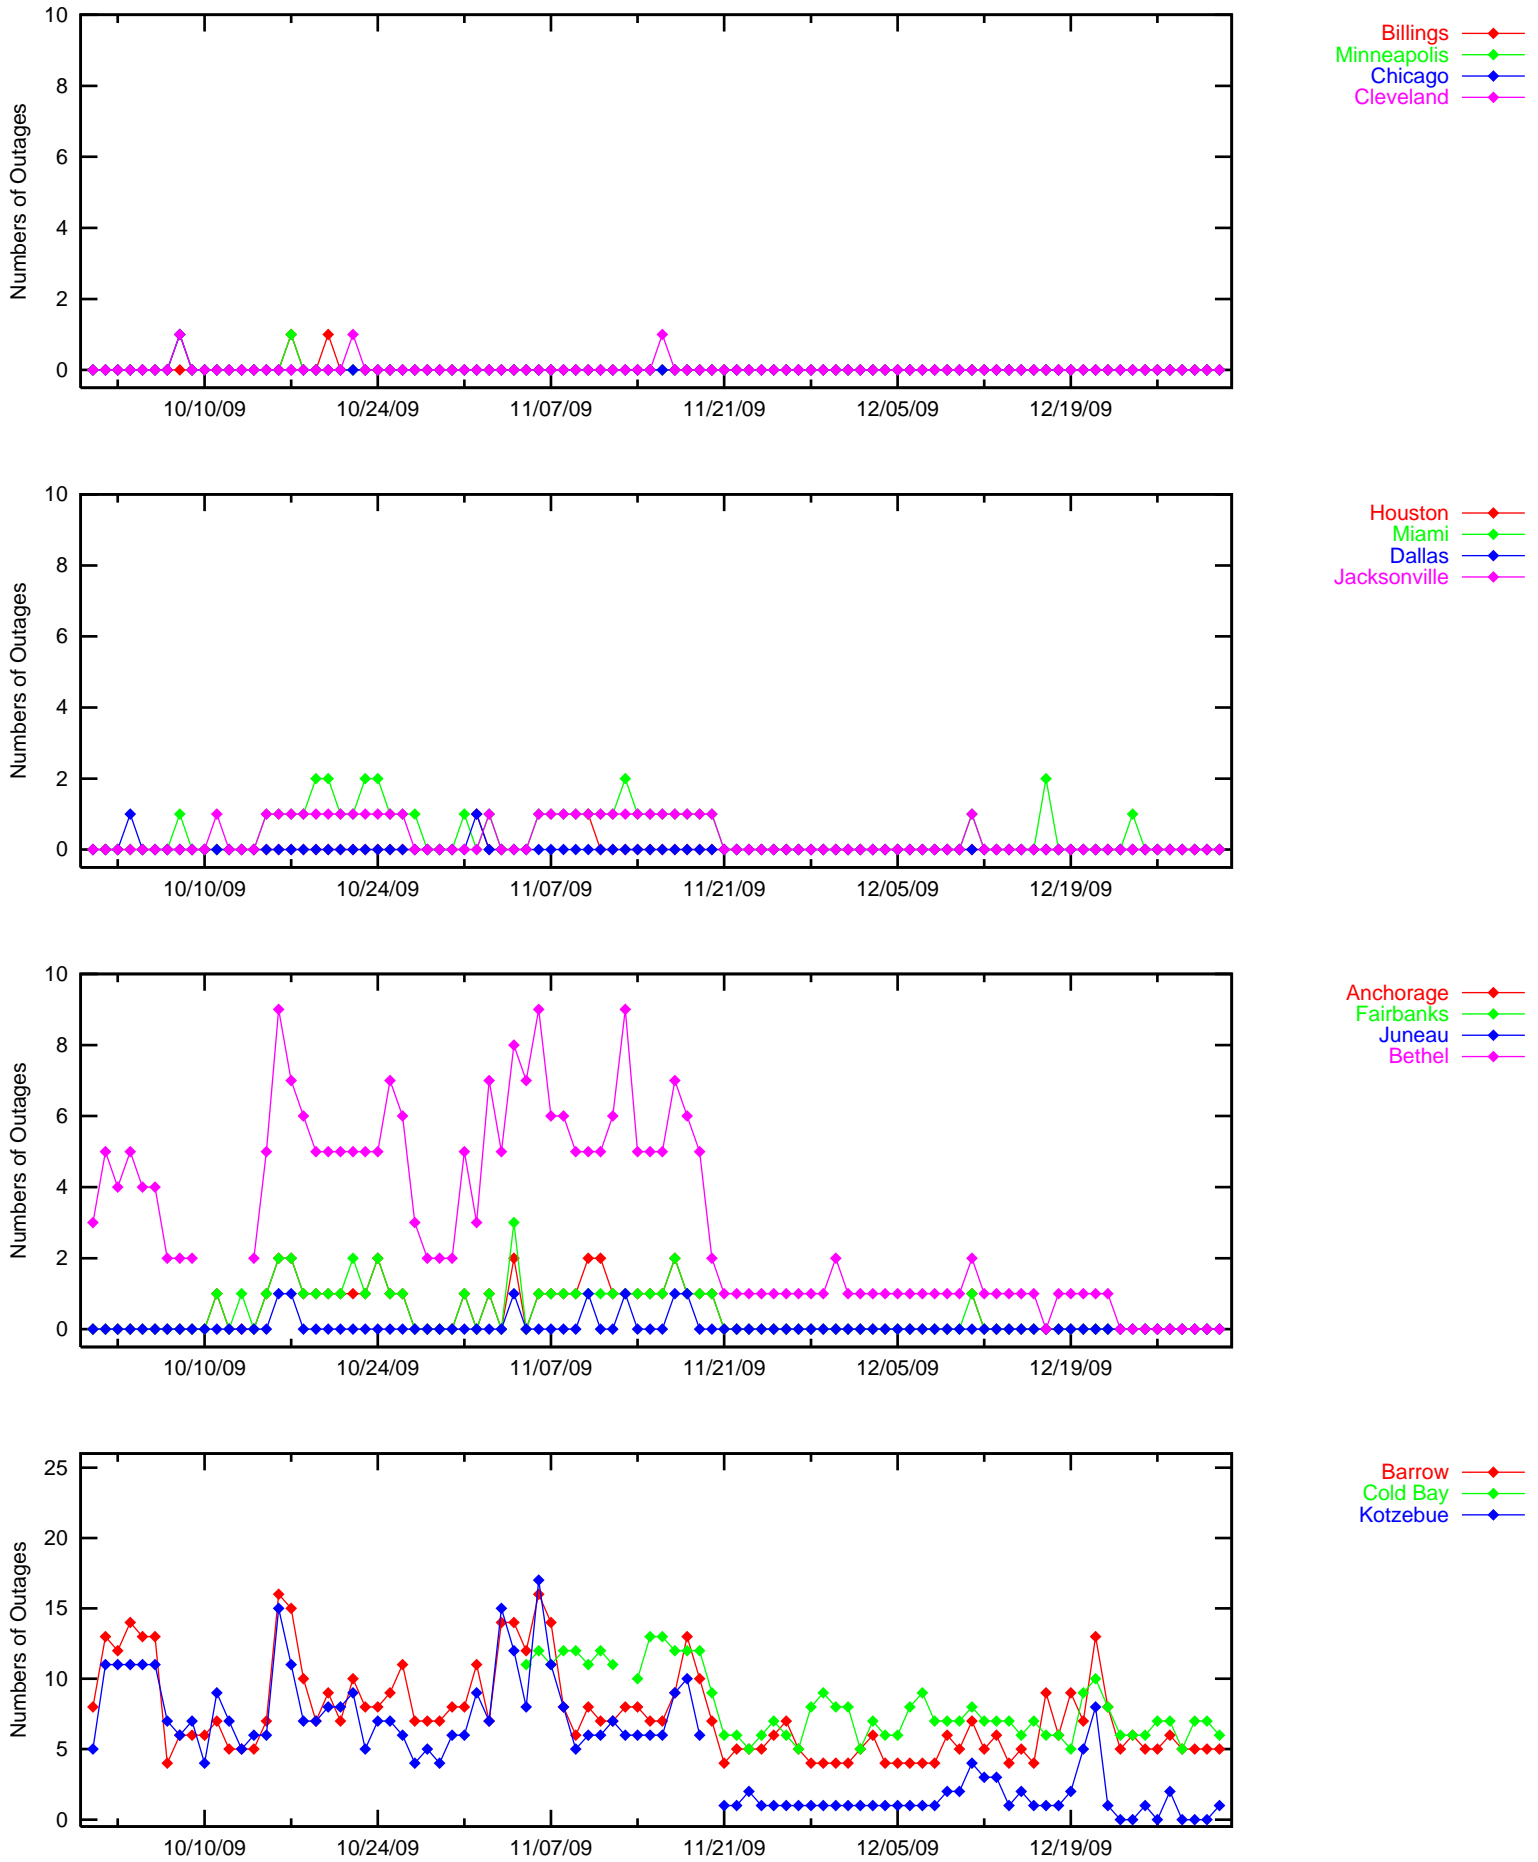 Numbers of Outages
10
8
6
4
2
0
10/10/09 10/24/09 11/07/09 11/21/09 12/05/09 12/19/09
Billings
Minneapolis
Chicago
Cleveland
Numbers of Outages
10
8
6
4
2
0
10/10/09 10/24/09 11/07/09 11/21/09 12/05/09 12/19/09
Houston
Miami
Dallas
Jacksonville
Numbers of Outages
10
8
6
4
2
0
10/10/09 10/24/09 11/07/09 11/21/09 12/05/09 12/19/09
Anchorage
Fairbanks
Juneau
Bethel
Numbers of Outages
25
20
15
10
5
0
10/10/09 10/24/09 11/07/09 11/21/09 12/05/09 12/19/09
Barrow
Cold Bay
Kotzebue